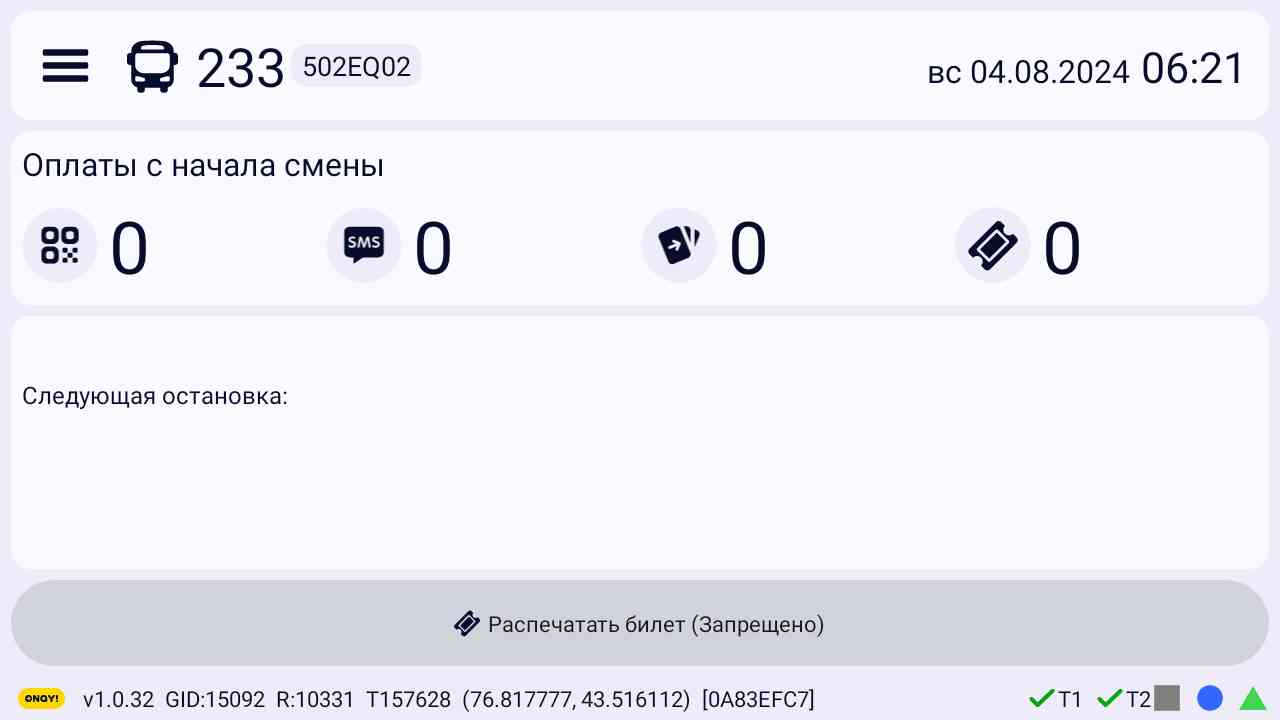 233 502EQ02 вс 04.08.2024 06:21
Оплаты с начала смены
0 SMS 0 0 0
Следующая остановка:
Распечатать билет (Запрещено)
ONAY! v1.0.32 GID:15092 R:10331 T157628 (76.817777, 43.516112) [0A83EFC7] T1 T2